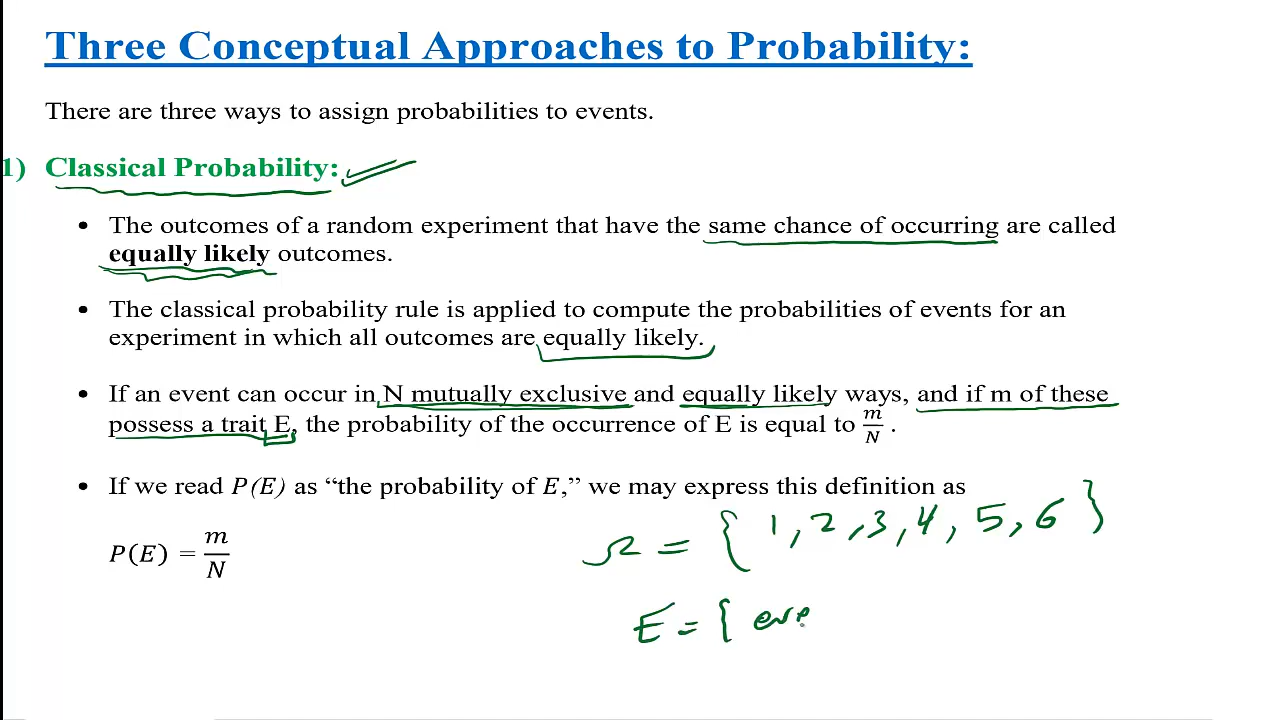 Three Conceptual Approaches to Probability:
There are three ways to assign probabilities to events.
1) Classical Probability:
• The outcomes of a random experiment that have the same chance of occurring are called
equally likely outcomes.
• The classical probability rule is applied to compute the probabilities of events for an
experiment in which all outcomes are equally likely.
• If an event can occur in N mutually exclusive and equally likely ways, and if m of these
possess a trait E, the probability of the occurrence of E is equal to m/N .
• If we read P(E) as “the probability of E,” we may express this definition as
P(E) = m/N
Ω = { 1, 2, 3, 4, 5, 6 }
E = { eve